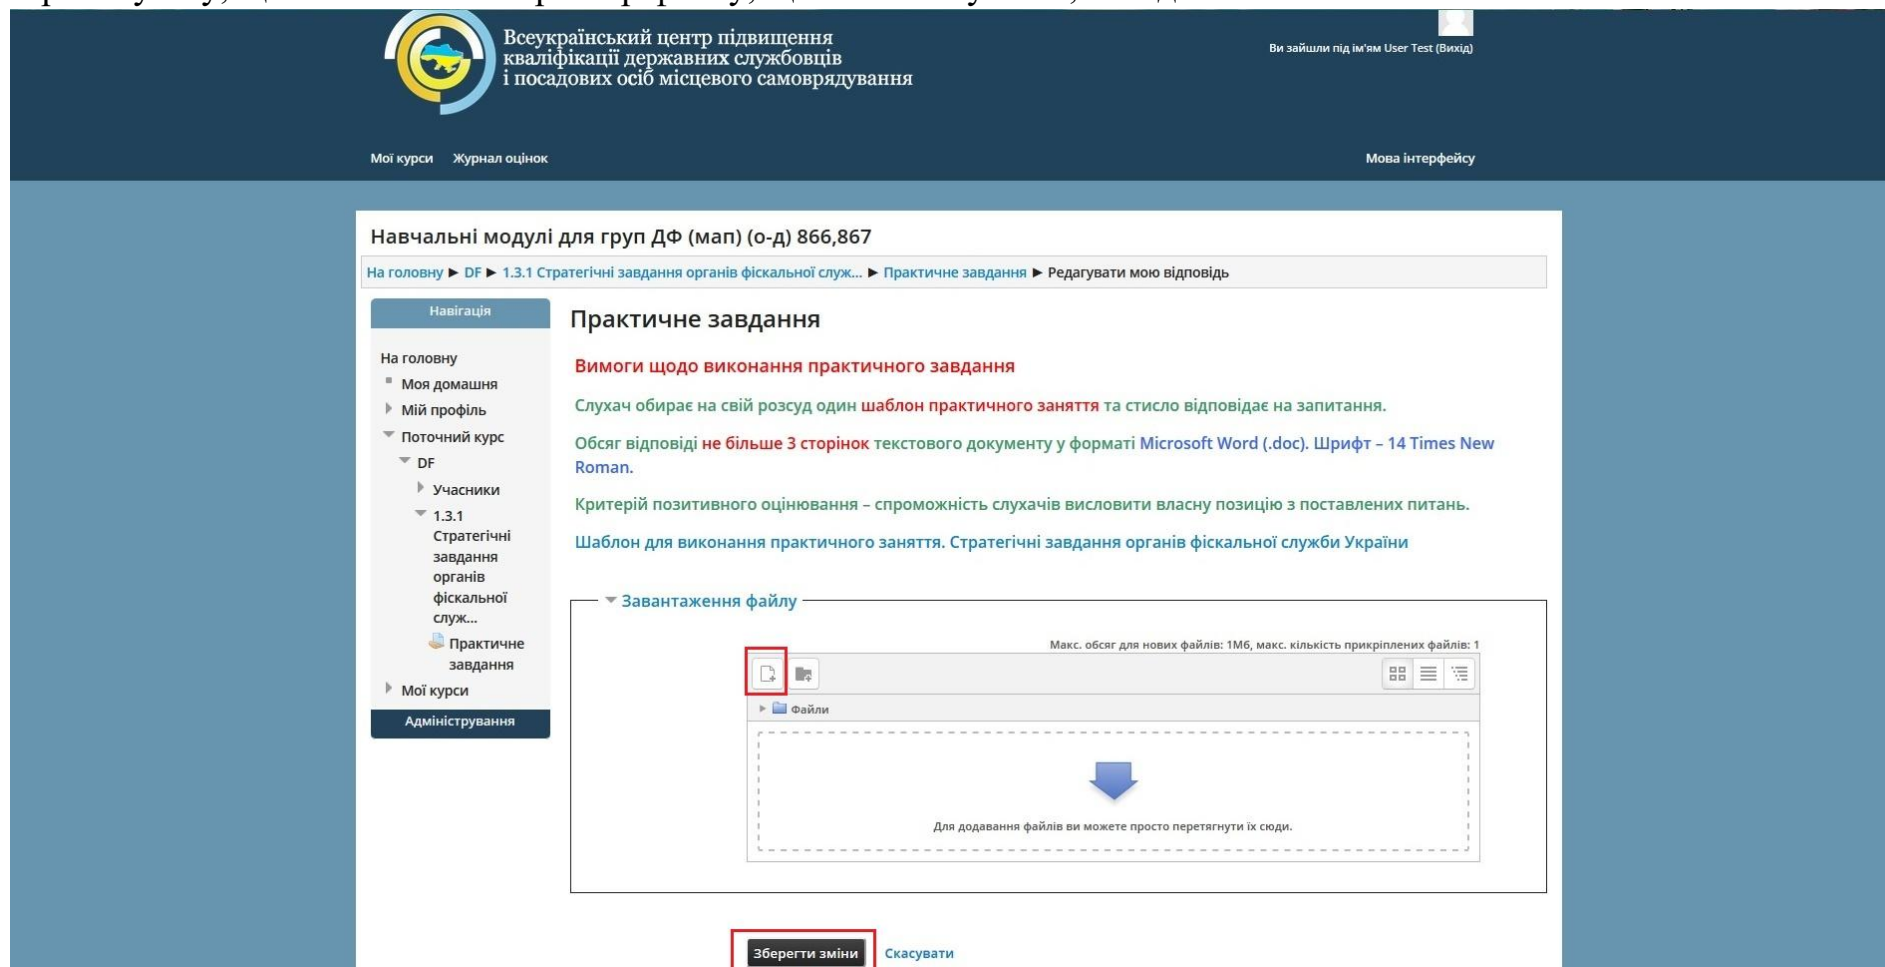 Всеукраїнський центр підвищення
кваліфікації державних службовців
і посадових осіб місцевого самоврядування
Ви зайшли під ім'ям User Test (Вихід)
Мої курси Журнал оцінок
Мова інтерфейсу
Навчальні модулі для груп ДФ (мап) (о-д) 866,867
На головну ► DF ► 1.3.1 Стратегічні завдання органів фіскальної служ... ► Практичне завдання ► Редагувати мою відповідь
Навігація
На головну
Моя домашня
Мій профіль
Поточний курс
DF
Учасники
1.3.1
Стратегічні
завдання
органів
фіскальної
служ...
Практичне
завдання
Мої курси
Адміністрування
Практичне завдання
Вимоги щодо виконання практичного завдання
Слухач обирає на свій розсуд один шаблон практичного заняття та стисло відповідає на запитання.
Обсяг відповіді не більше 3 сторінок текстового документу у форматі Microsoft Word (.doc). Шрифт – 14 Times New
Roman.
Критерій позитивного оцінювання – спроможність слухачів висловити власну позицію з поставлених питань.
Шаблон для виконання практичного заняття. Стратегічні завдання органів фіскальної служби України
Завантаження файлу
Макс. обсяг для нових файлів: 1Мб, макс. кількість прикріплених файлів: 1
Файли
Для додавання файлів ви можете просто перетягнути їх сюди.
Зберегти зміни Скасувати